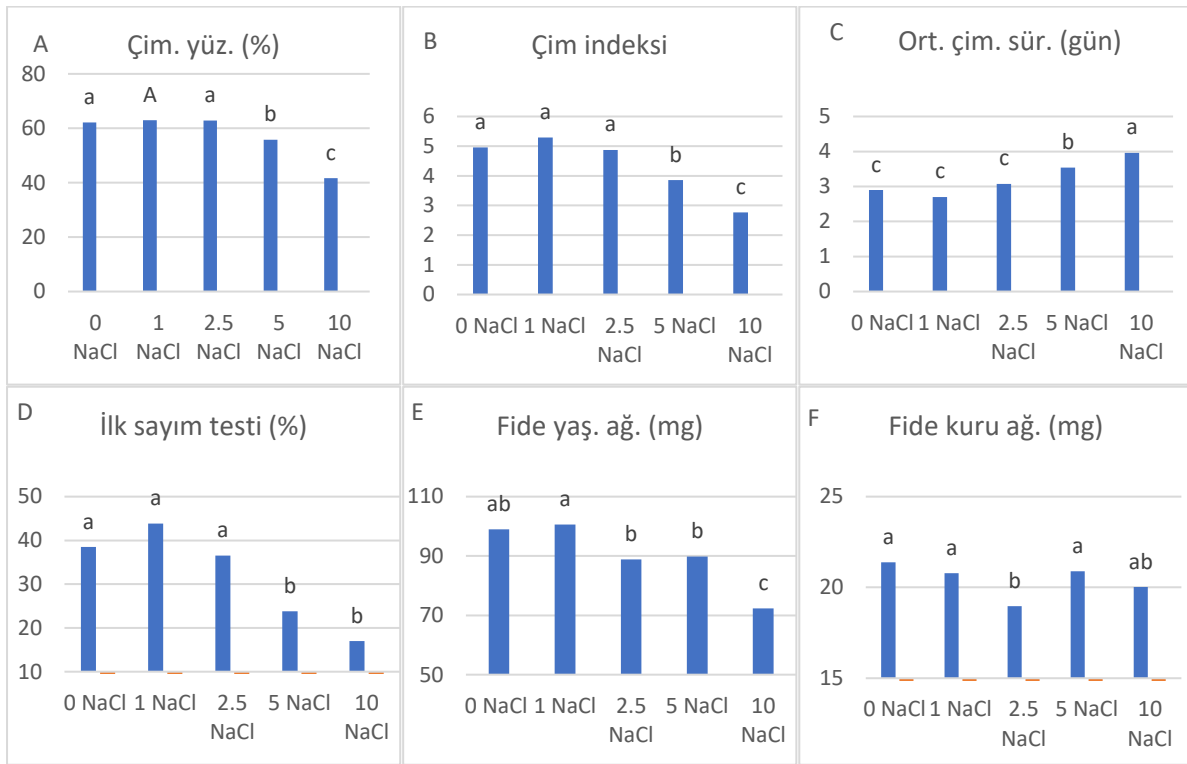 A
Çim. yüz. (%)
80
60
40
20
0
a
A
a
b
c
0 NaCl
1 NaCl
2.5 NaCl
5 NaCl
10 NaCl
B
Çim indeksi
6
5
4
3
2
1
0
a
a
a
b
c
0 NaCl
1 NaCl
2.5 NaCl
5 NaCl
10 NaCl
C
Ort. çim. sür. (gün)
5
4
3
2
1
0
c
c
c
b
a
0 NaCl
1 NaCl
2.5 NaCl
5 NaCl
10 NaCl
D
İlk sayım testi (%)
50
40
30
20
10
a
a
a
b
b
0 NaCl
1 NaCl
2.5 NaCl
5 NaCl
10 NaCl
E
Fide yaş. ağ. (mg)
110
90
70
50
ab
a
b
b
c
0 NaCl
1 NaCl
2.5 NaCl
5 NaCl
10 NaCl
F
Fide kuru ağ. (mg)
25
20
15
a
a
b
a
ab
0 NaCl
1 NaCl
2.5 NaCl
5 NaCl
10 NaCl